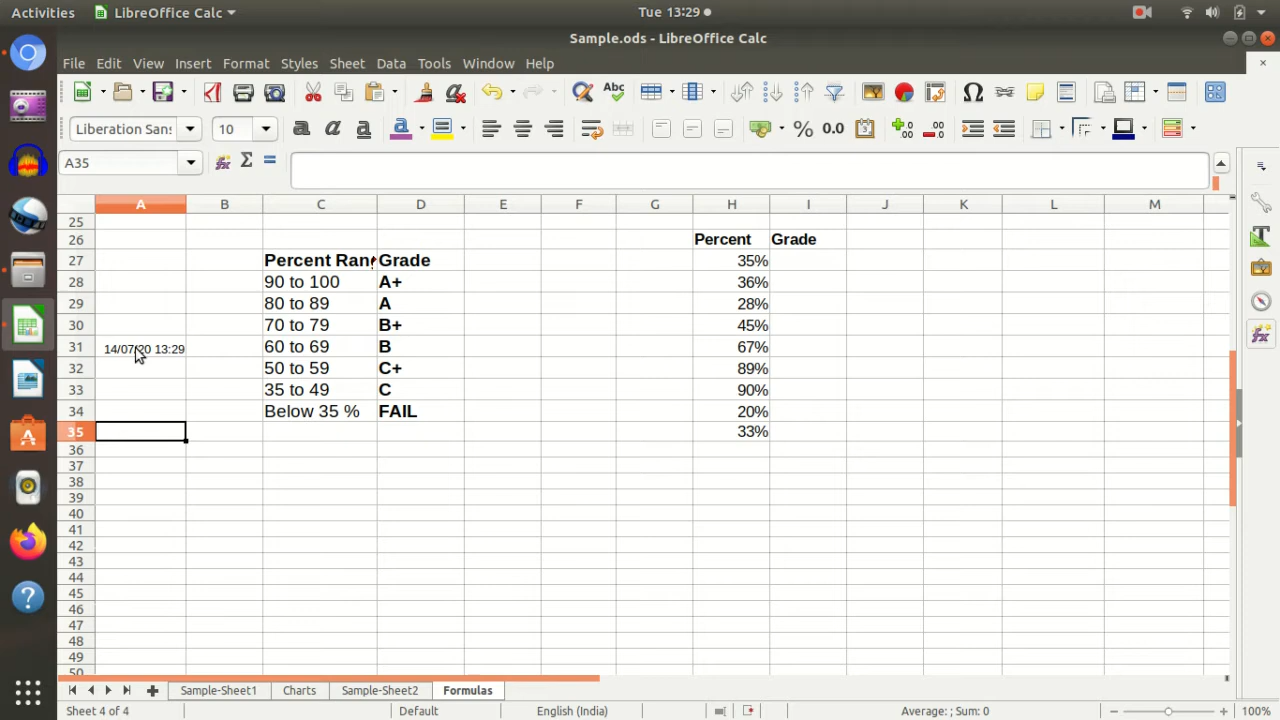 Activities LibreOffice Calc Tue 13:29
Sample.ods - LibreOffice Calc
File Edit View Insert Format Styles Sheet Data Tools Window Help
Liberation Sans 10
A35
A B C D E F G H I J K L M
25
26 Percent Grade
27 Grade 35%
28 90 to 100 A+ 36%
29 80 to 89 A 28%
30 70 to 79 B+ 45%
31 14/07/20 13:29 60 to 69 B 67%
32 50 to 59 C+ 89%
33 35 to 49 C 90%
34 Below 35 % FAIL 20%
35 33%
36
37
38
39
40
41
42
43
44
45
46
47
48
49
50
Sample-Sheet1 Charts Sample-Sheet2 Formulas
Sheet 4 of 4 Default English (India) Average: ; Sum: 0 100%